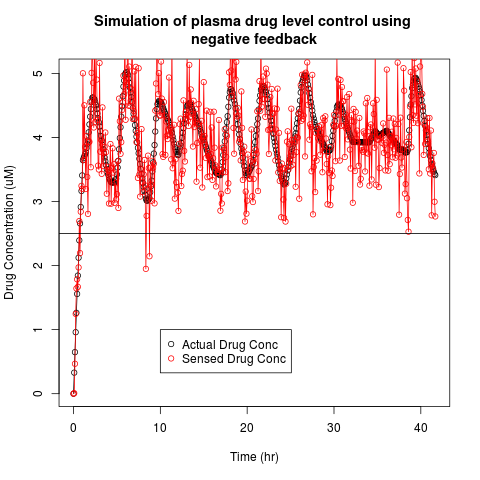 Simulation of plasma drug level control using
negative feedback
Drug Concentration (uM)
5
4
3
2
1
0
Actual Drug Conc
Sensed Drug Conc
0 10 20 30 40
Time (hr)